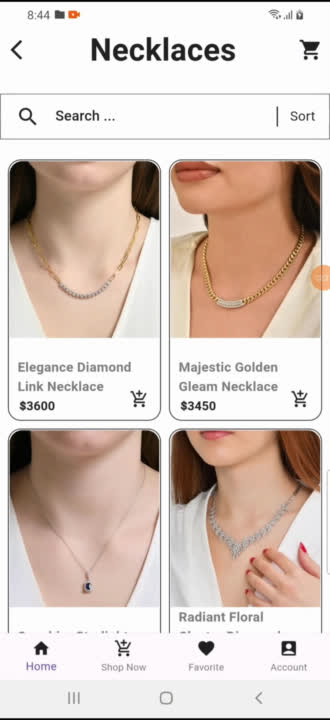 8:44
Necklaces
Search ...
Sort
Elegance Diamond
Link Necklace
$3600
Majestic Golden
Gleam Necklace
$3450
Radiant Floral
Home
Shop Now
Favorite
Account